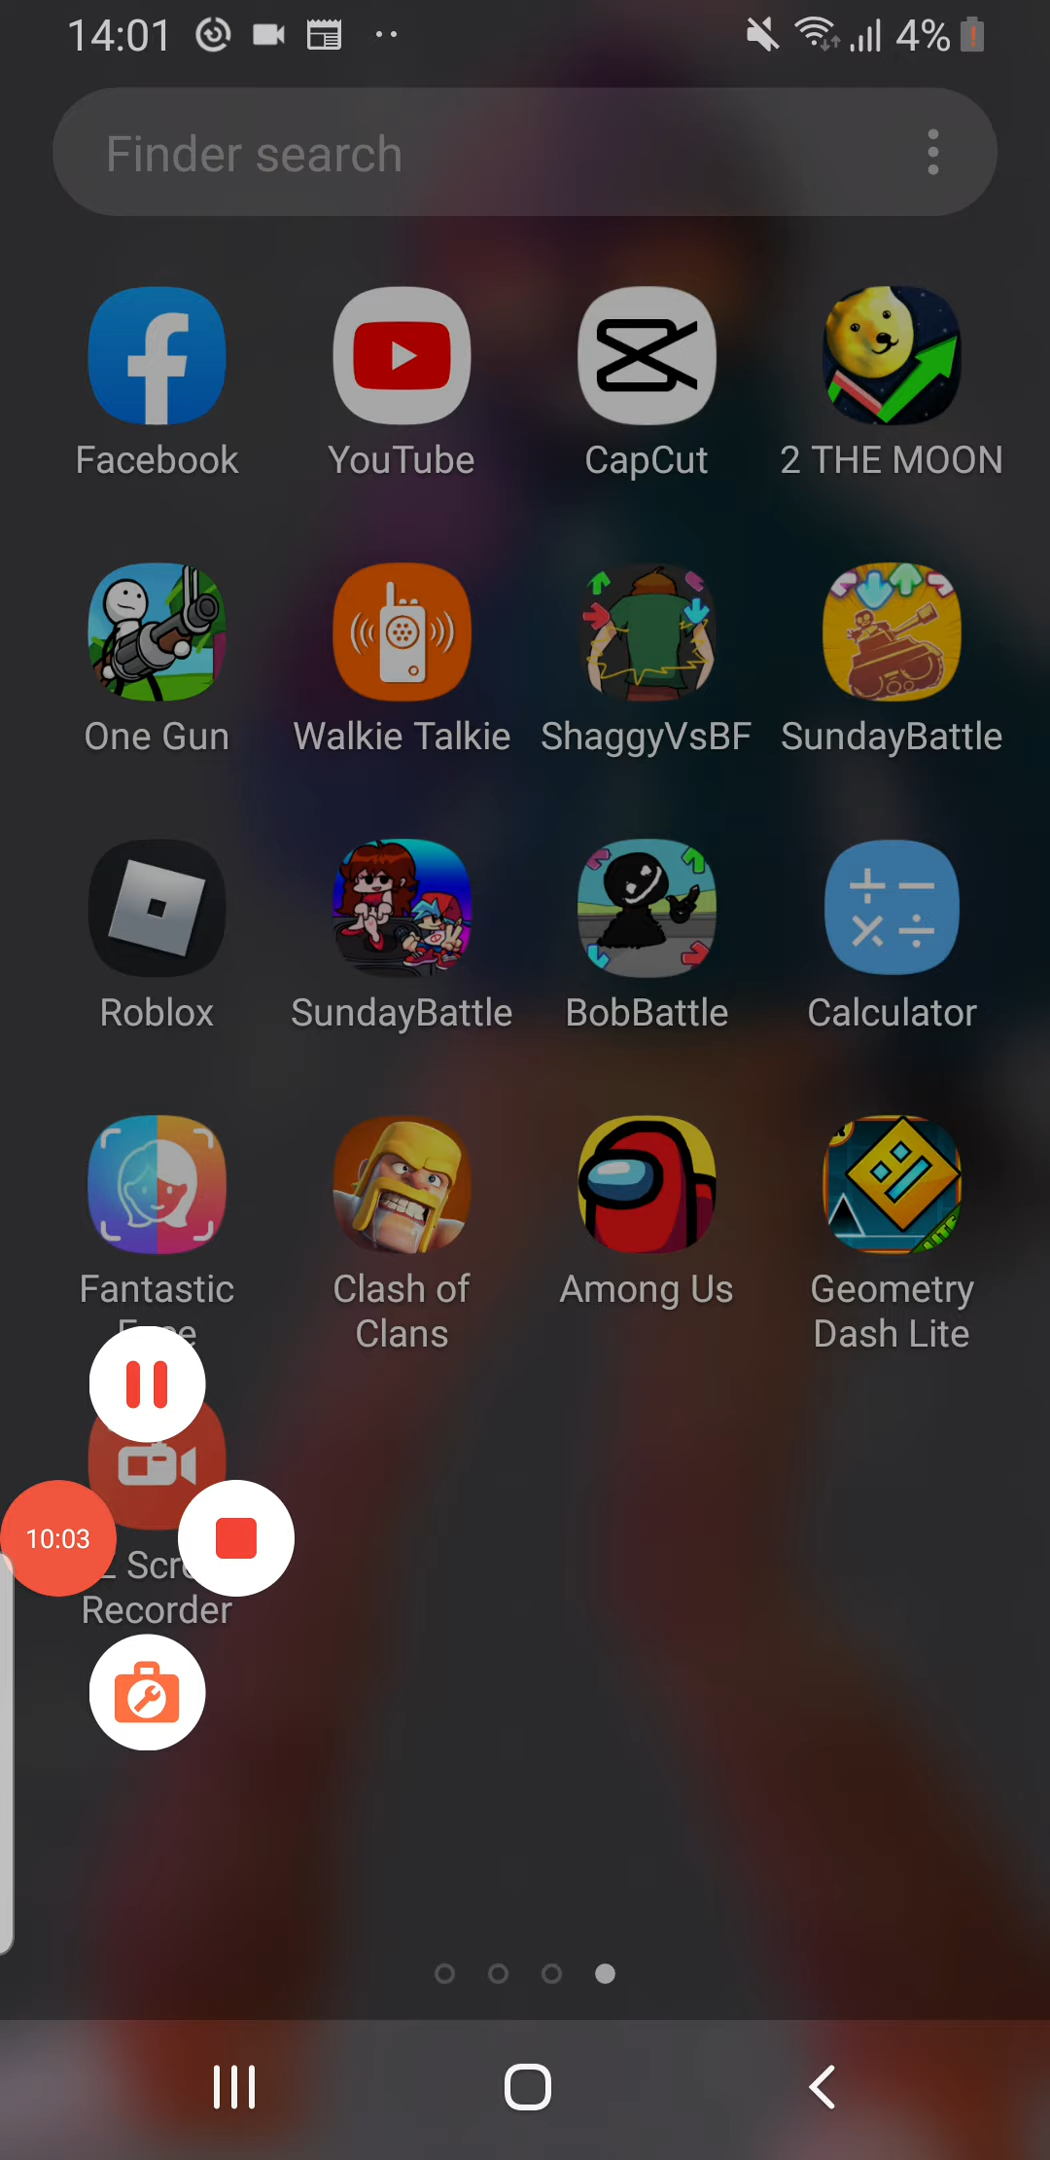 14:01 4%
Finder search
Facebook YouTube CapCut 2 THE MOON
One Gun Walkie Talkie ShaggyVsBF SundayBattle
Roblox SundayBattle BobBattle Calculator
LITE
Fantastic Clash of Among Us Geometry
Clans Dash Lite
10:03
Recorder